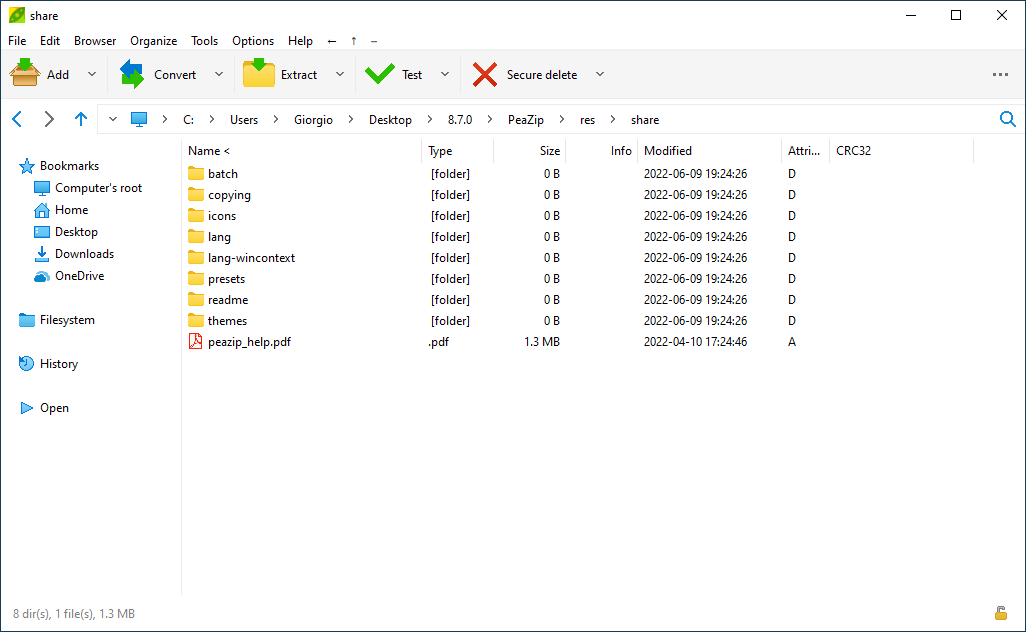 share
File Edit Browser Organize Tools Options Help ← ↑ –
Add Convert Extract Test Secure delete
C: Users Giorgio Desktop 8.7.0 PeaZip res share
Bookmarks
Computer's root
Home
Desktop
Downloads
OneDrive
Filesystem
History
Open
Name < Type Size Info Modified Attri... CRC32
batch [folder] 0 B 2022-06-09 19:24:26 D
copying [folder] 0 B 2022-06-09 19:24:26 D
icons [folder] 0 B 2022-06-09 19:24:26 D
lang [folder] 0 B 2022-06-09 19:24:26 D
lang-wincontext [folder] 0 B 2022-06-09 19:24:26 D
presets [folder] 0 B 2022-06-09 19:24:26 D
readme [folder] 0 B 2022-06-09 19:24:26 D
themes [folder] 0 B 2022-06-09 19:24:26 D
peazip_help.pdf .pdf 1.3 MB 2022-04-10 17:24:46 A
8 dir(s), 1 file(s), 1.3 MB